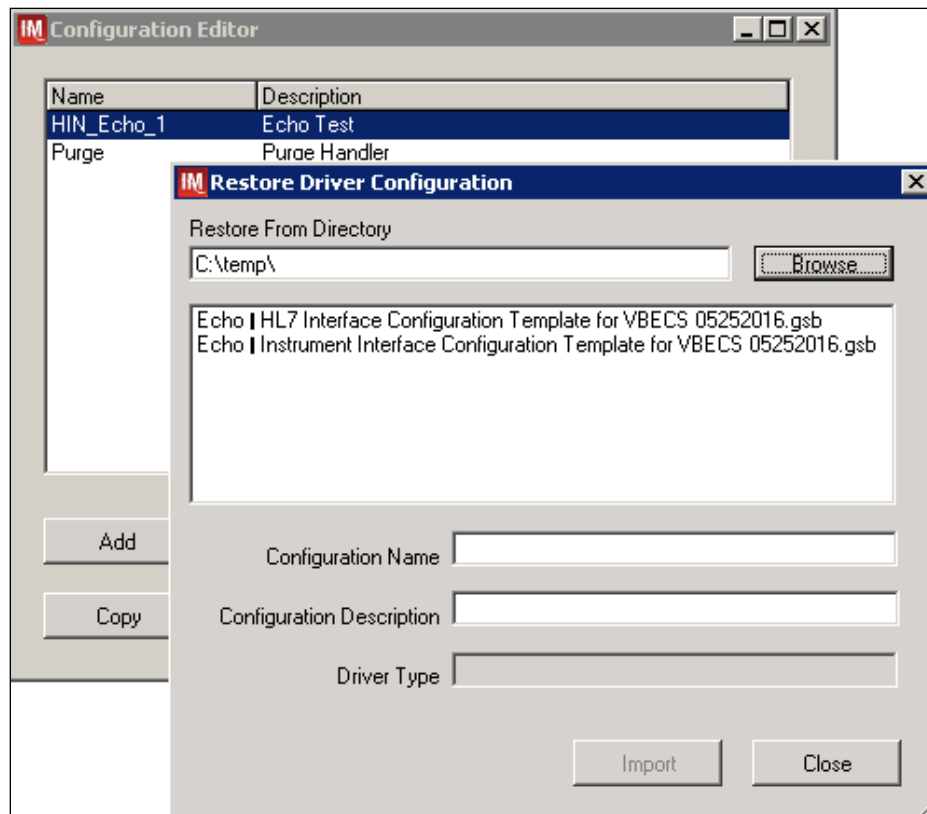 IM Configuration Editor
Name Description
HIN_Echo_1 Echo Test
Purge Purge Handler
IM Restore Driver Configuration
Restore From Directory
C:\temp\
Browse
Echo | HL7 Interface Configuration Template for VBECS 05252016.gsb
Echo | Instrument Interface Configuration Template for VBECS 05252016.gsb
Add
Configuration Name
Copy
Configuration Description
Driver Type
Import Close